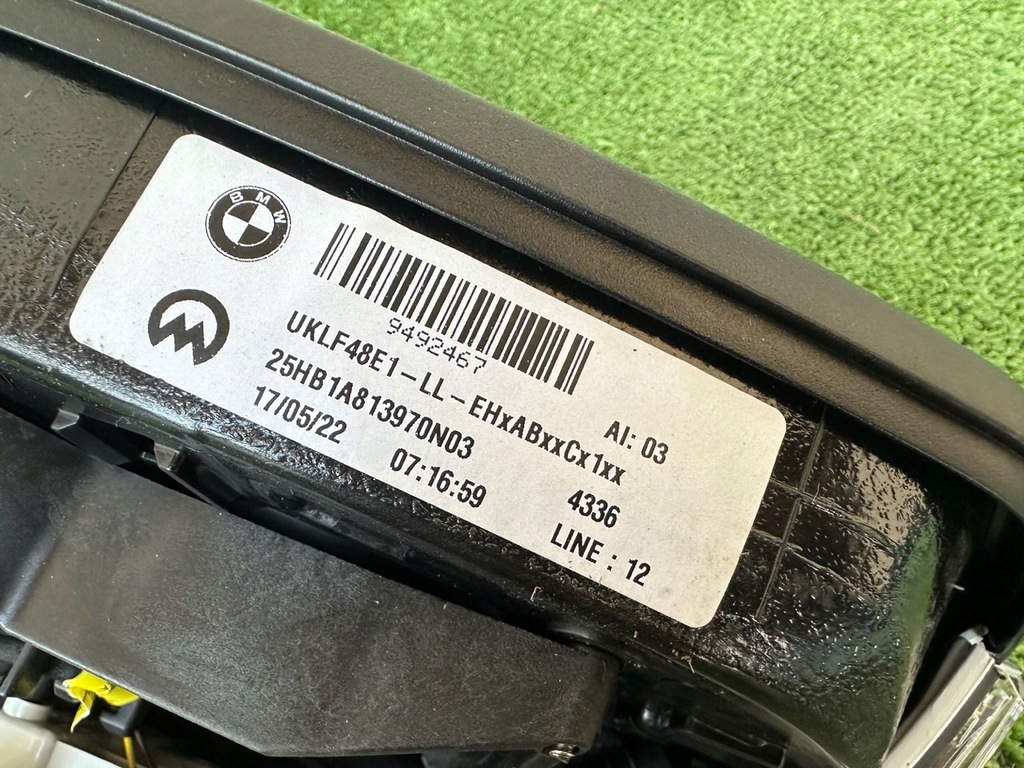 BMW
9492467
AI: 03
UKLF48E1-LL-EHxABxxCx1xx
25HB1A813970N03 4336
17/05/22 07:16:59 LINE : 12